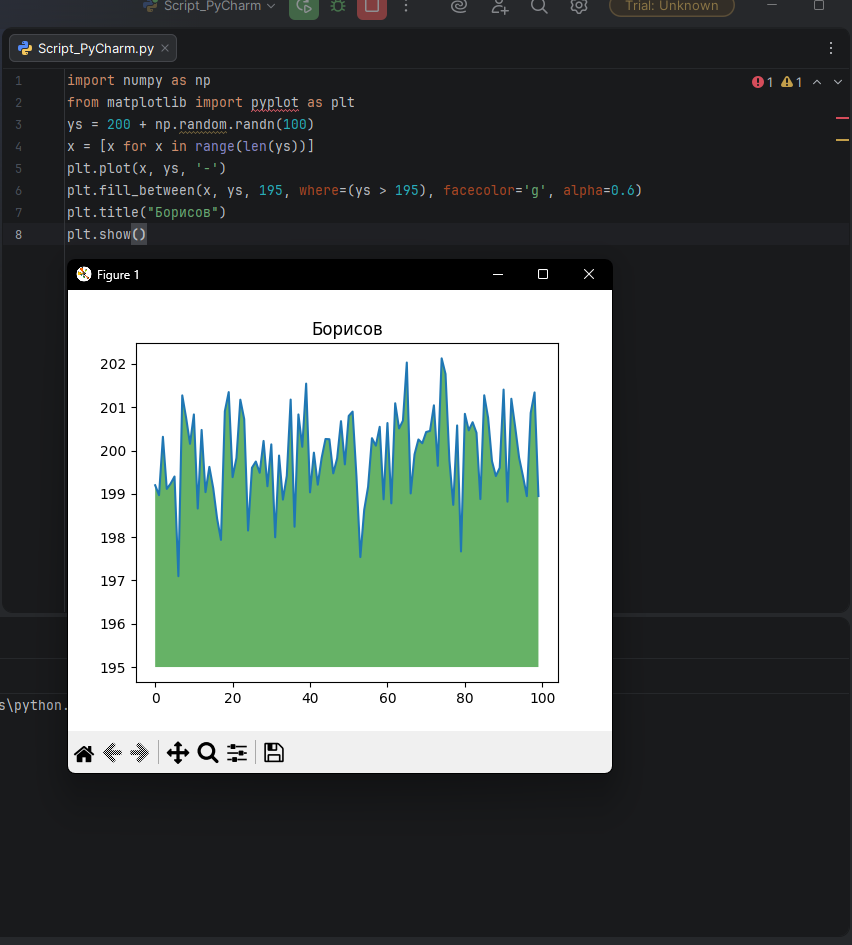 Script_PyCharm
Trial: Unknown
Script_PyCharm.py
1 1
1 import numpy as np
2 from matplotlib import pyplot as plt
3 ys = 200 + np.random.randn(100)
4 x = [x for x in range(len(ys))]
5 plt.plot(x, ys, '-')
6 plt.fill_between(x, ys, 195, where=(ys > 195), facecolor='g', alpha=0.6)
7 plt.title("Борисов")
8 plt.show()
Figure 1
Борисов
202
201
200
199
198
197
196
195
0 20 40 60 80 100
s\python.